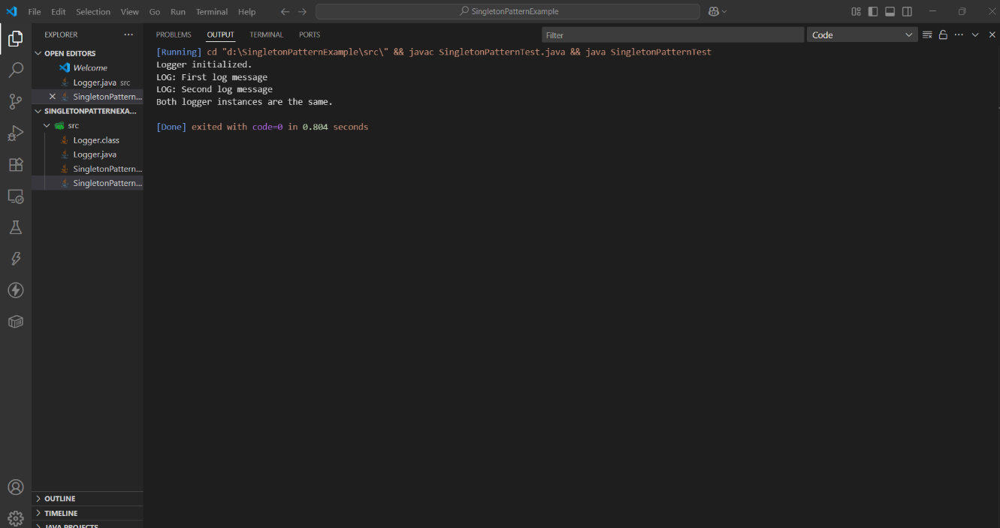 File Edit Selection View Go Run Terminal Help
SingletonPatternExample
EXPLORER
OPEN EDITORS
Welcome
Logger.java src
SingletonPattern...
SINGLETONPATTERNEXA...
src
Logger.class
Logger.java
SingletonPattern...
SingletonPattern...
OUTLINE
TIMELINE
JAVA PROJECTS
PROBLEMS OUTPUT TERMINAL PORTS
Filter
Code
[Running] cd "d:\SingletonPatternExample\src\" && javac SingletonPatternTest.java && java SingletonPatternTest
Logger initialized.
LOG: First log message
LOG: Second log message
Both logger instances are the same.
[Done] exited with code=0 in 0.804 seconds